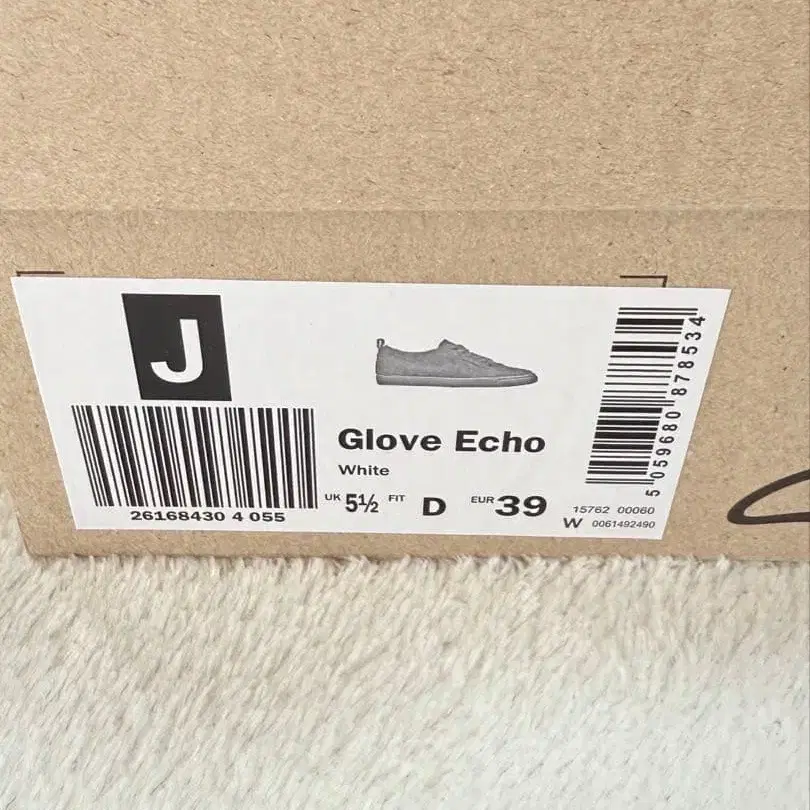 J
26168430 4 055
Glove Echo
White
UK 5½ FIT D EUR 39
5 059680 878534
15762 00060
W 0061492490